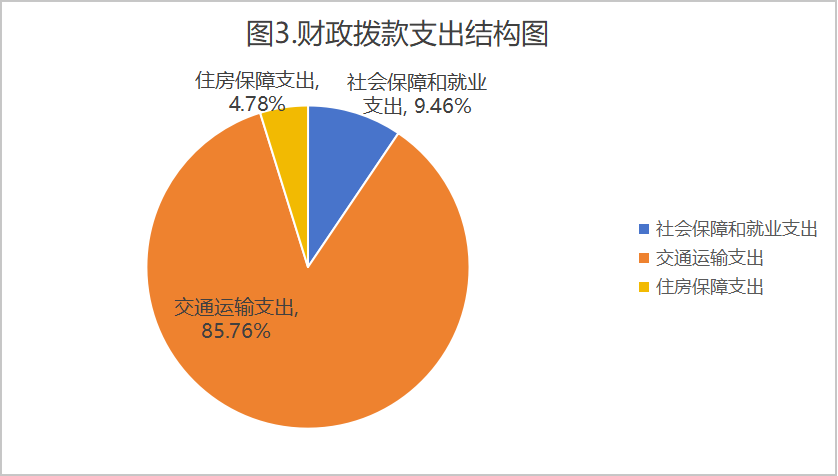 图3.财政拨款支出结构图
住房保障支出,
4.78%
社会保障和就业
支出, 9.46%
交通运输支出,
85.76%
社会保障和就业支出
交通运输支出
住房保障支出